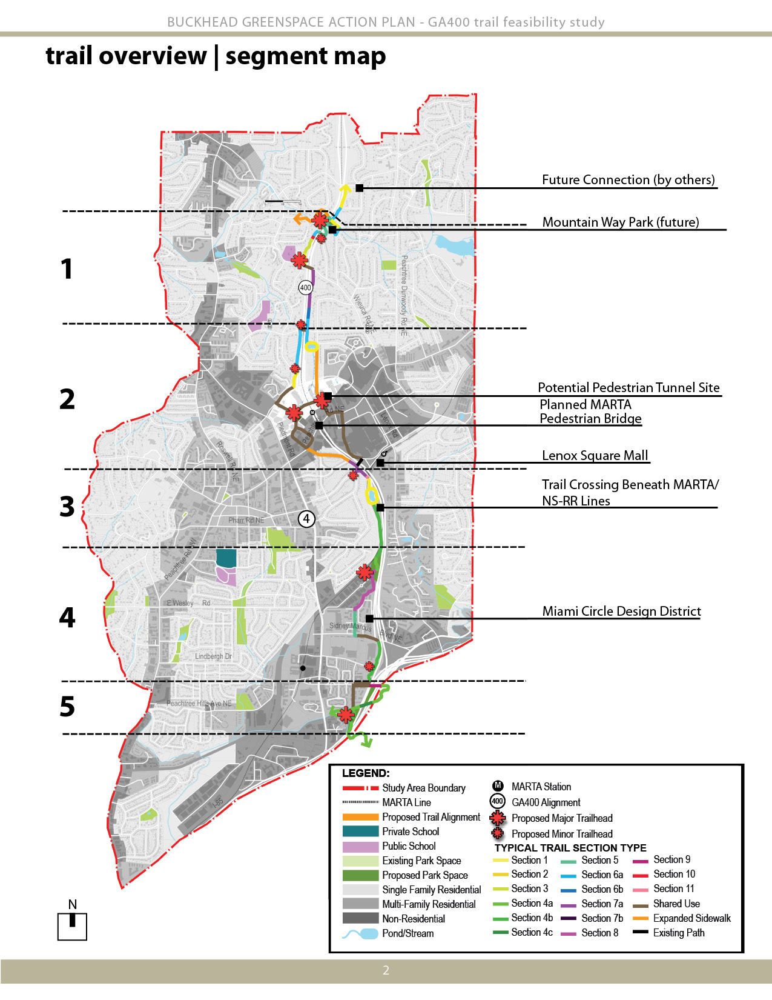 BUCKHEAD GREENSPACE ACTION PLAN - GA400 trail feasibility study
trail overview | segment map
Future Connection (by others)
Mountain Way Park (future)
1
400
Peachtree Dunwoody Rd NE
Wieuca Rd NE
2
Potential Pedestrian Tunnel Site
Planned MARTA
Pedestrian Bridge
Rd NE
Lenox Rd
Piedmont Rd
Roswell Rd NE
Lenox Square Mall
3
Trail Crossing Beneath MARTA/
NS-RR Lines
4
Pharr Rd NE
Peachtree Rd NW
E Wesley Rd
4
Miami Circle Design District
Sidney Marcus Blvd NE
Lindbergh Dr
5
Peachtree Hills Ave NE
I-85
LEGEND:
Study Area Boundary
MARTA Line
Proposed Trail Alignment
Private School
Public School
Existing Park Space
Proposed Park Space
Single Family Residential
Multi-Family Residential
Non-Residential
Pond/Stream
M MARTA Station
400 GA400 Alignment
Proposed Major Trailhead
Proposed Minor Trailhead
TYPICAL TRAIL SECTION TYPE
Section 1
Section 2
Section 3
Section 4a
Section 4b
Section 4c
Section 5
Section 6a
Section 6b
Section 7a
Section 7b
Section 8
Section 9
Section 10
Section 11
Shared Use
Expanded Sidewalk
Existing Path
N
2